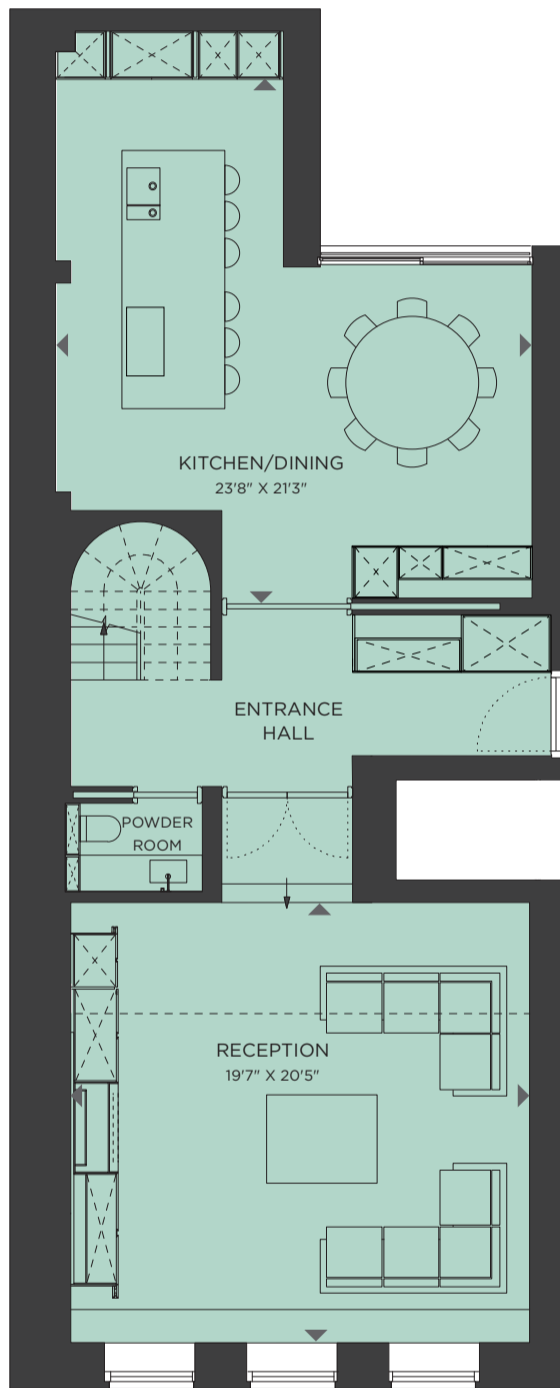 KITCHEN/DINING
23'8" X 21'3"
ENTRANCE
HALL
POWDER
ROOM
RECEPTION
19'7" X 20'5"